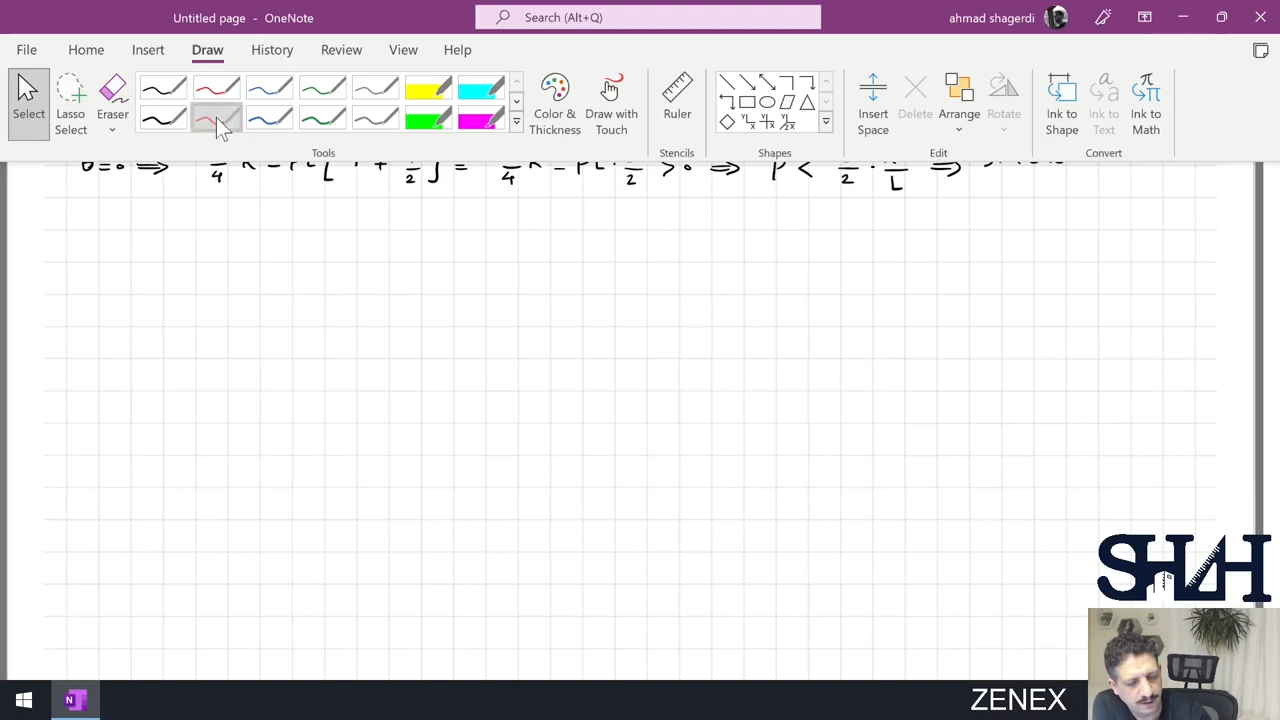 Untitled page - OneNote
Search (Alt+Q)
ahmad shagerdi
File Home Insert Draw History Review View Help
Select
Lasso Select
Eraser
Color & Thickness
Draw with Touch
Ruler
Insert Space
Delete
Arrange
Rotate
Ink to Shape
Ink to Text
Ink to Math
Tools
Stencils
Shapes
Edit
Convert
SHAH
ZENEX